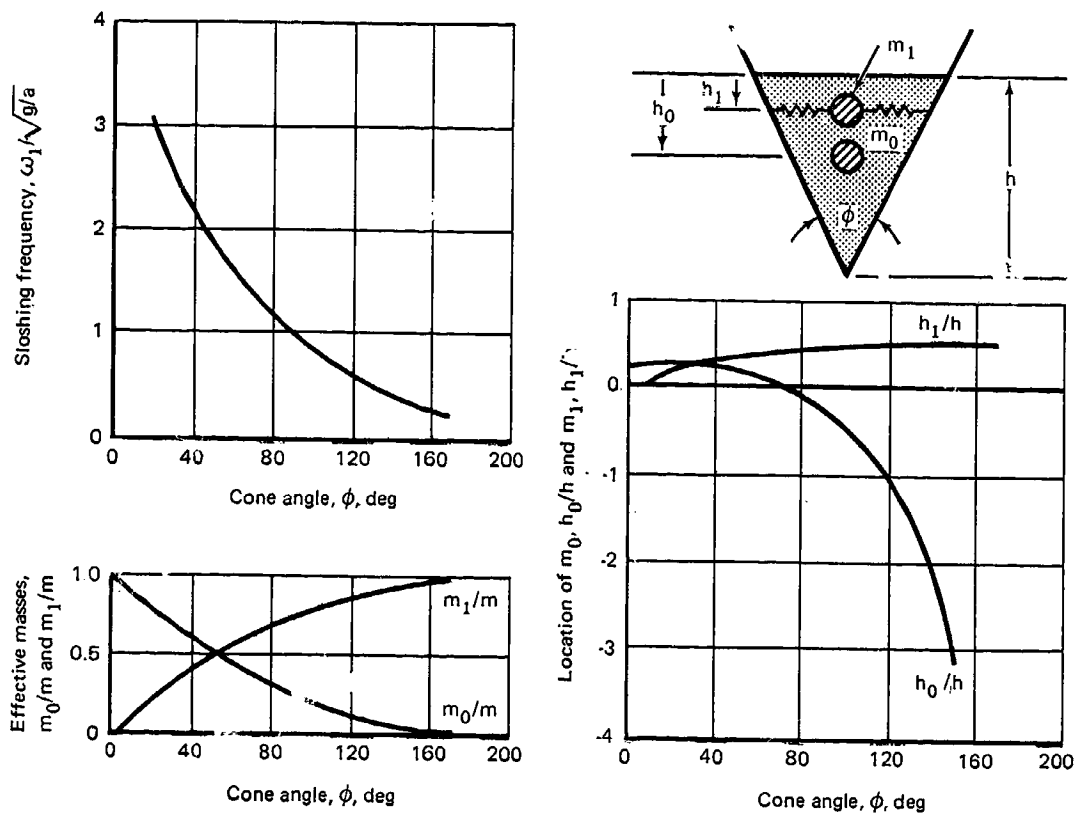 Sloshing frequency, ω₁/√g/a
4
3
2
1
0
0 40 80 120 160 200
Cone angle, φ, deg
Effective masses,
m₀/m and m₁/m
1.0
0.5
0
m₁/m
m₀/m
0 40 80 120 160 200
Cone angle, φ, deg
m₁
h₁
h₀
m₀
h
φ
Location of m₀, h₀/h and m₁, h₁/
1
0
-1
-2
-3
-4
h₁/h
h₀/h
0 40 80 120 160 200
Cone angle, φ, deg